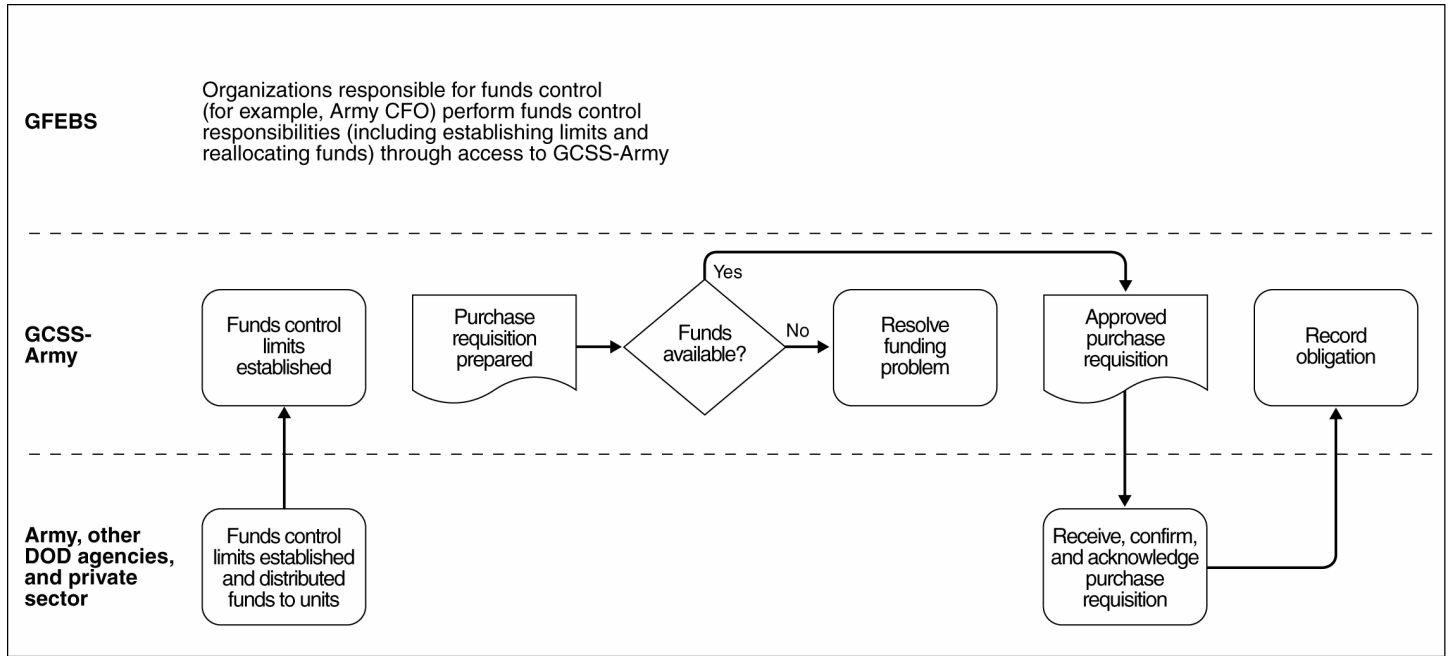 GFEBS
Organizations responsible for funds control
(for example, Army CFO) perform funds control
responsibilities (including establishing limits and
reallocating funds) through access to GCSS-Army
GCSS-
Army
Funds control
limits
established
Purchase
requisition
prepared
Funds
available?
Yes
No
Resolve
funding
problem
Approved
purchase
requisition
Record
obligation
Army, other
DOD agencies,
and private
sector
Funds control
limits established
and distributed
funds to units
Receive, confirm,
and acknowledge
purchase
requisition